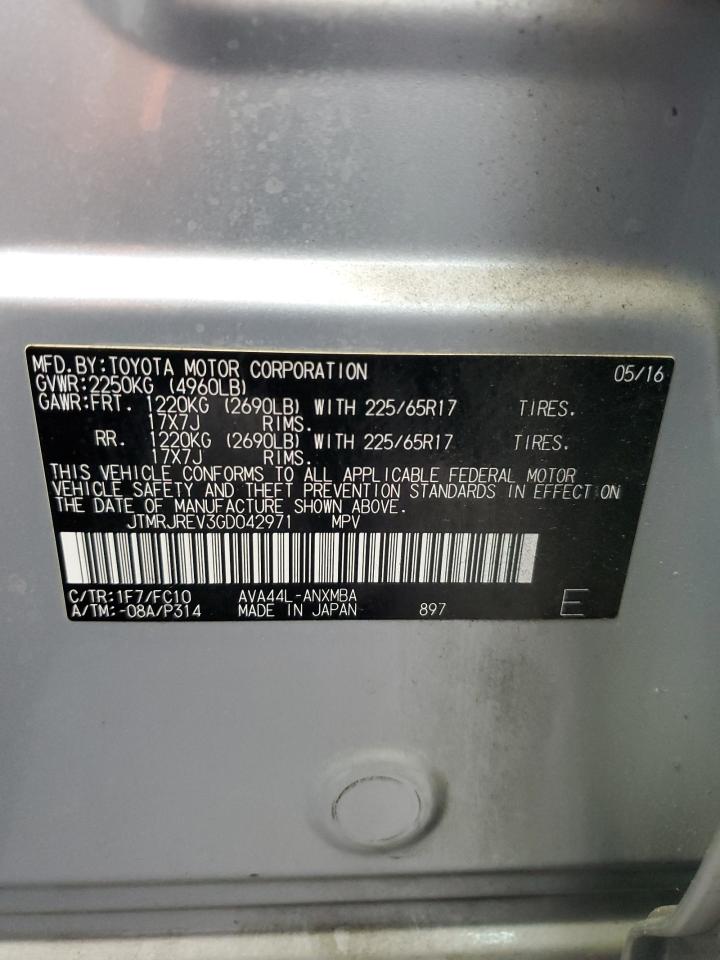 MFD.BY:TOYOTA MOTOR CORPORATION 05/16
GVWR:2250KG (4960LB)
GAWR:FRT. 1220KG (2690LB) WITH 225/65R17 TIRES.
17X7J RIMS.
RR. 1220KG (2690LB) WITH 225/65R17 TIRES.
17X7J RIMS.
THIS VEHICLE CONFORMS TO ALL APPLICABLE FEDERAL MOTOR
VEHICLE SAFETY AND THEFT PREVENTION STANDARDS IN EFFECT ON
THE DATE OF MANUFACTURE SHOWN ABOVE.
JTMRJREV3GD042971 MPV
C/TR:1F7/FC10 AVA44L-ANXMBA
A/TM:-08A/P314 MADE IN JAPAN 897 E